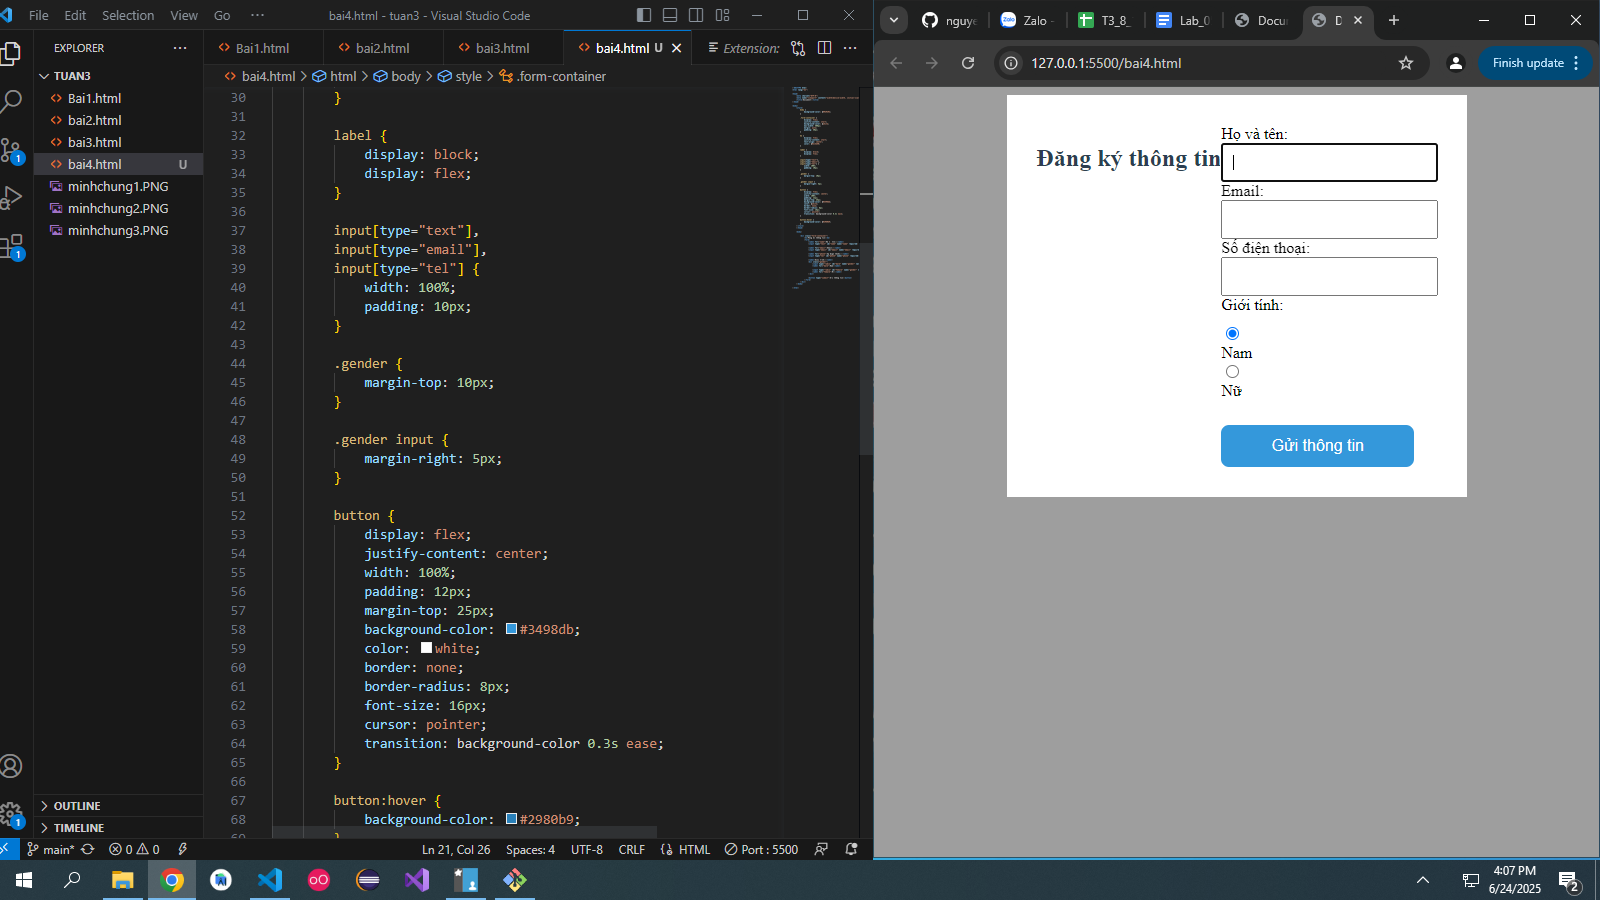 File Edit Selection View Go ··· bai4.html - tuan3 - Visual Studio Code
EXPLORER ···
TUAN3
Bai1.html
bai2.html
bai3.html
bai4.html U
minhchung1.PNG
minhchung2.PNG
minhchung3.PNG
OUTLINE
TIMELINE
1
1
1
Bai1.html bai2.html bai3.html bai4.html U Extension: ···
bai4.html > html > body > style > .form-container
30 }
31
32 label {
33 display: block;
34 display: flex;
35 }
36
37 input[type="text"],
38 input[type="email"],
39 input[type="tel"] {
40 width: 100%;
41 padding: 10px;
42 }
43
44 .gender {
45 margin-top: 10px;
46 }
47
48 .gender input {
49 margin-right: 5px;
50 }
51
52 button {
53 display: flex;
54 justify-content: center;
55 width: 100%;
56 padding: 12px;
57 margin-top: 25px;
58 background-color: #3498db;
59 color: white;
60 border: none;
61 border-radius: 8px;
62 font-size: 16px;
63 cursor: pointer;
64 transition: background-color 0.3s ease;
65 }
66
67 button:hover {
68 background-color: #2980b9;
69 }
main* 0 0 Ln 21, Col 26 Spaces: 4 UTF-8 CRLF HTML Port : 5500
nguye Zalo - T3_8_ Lab_0 Docu D
127.0.0.1:5500/bai4.html Finish update
Đăng ký thông tin
Họ và tên:
Email:
Số điện thoại:
Giới tính:
Nam
Nữ
Gửi thông tin
4:07 PM
6/24/2025
2